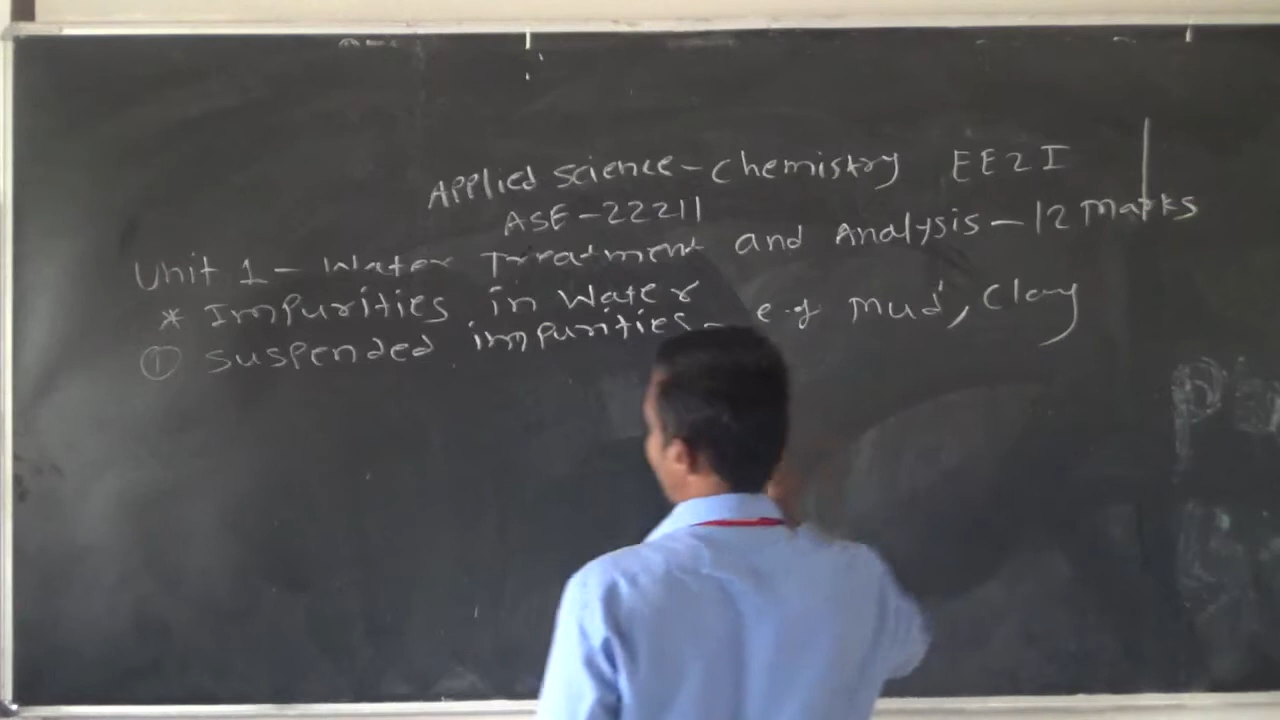 Applied Science - Chemistry EE2I
ASE - 22211
Unit 1 - Water Treatment and Analysis - 12 Marks
* Impurities in Water
① Suspended impurities - e.g Mud, Clay